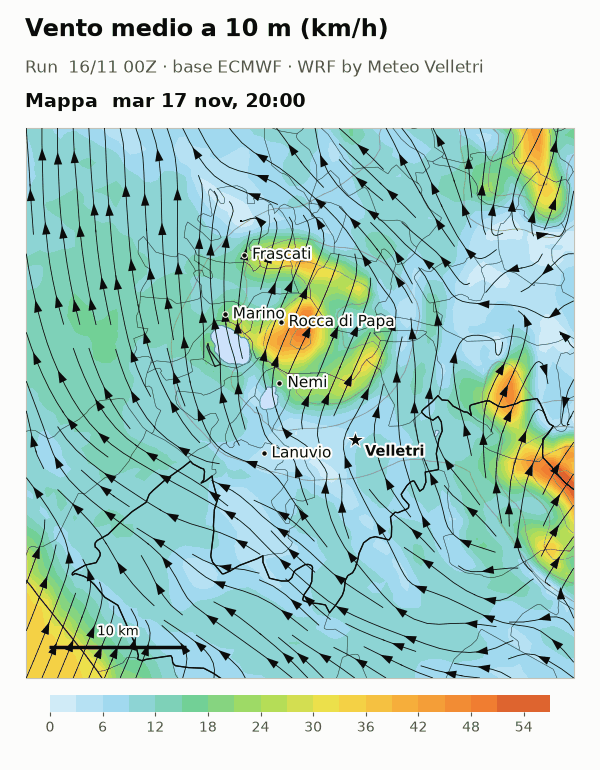 Vento medio a 10 m (km/h)
Run  16/11 00Z · base ECMWF · WRF by Meteo Velletri
Mappa  mar 17 nov, 20:00
Frascati
Marino
Rocca di Papa
Nemi
Velletri
Lanuvio
10 km
0 6 12 18 24 30 36 42 48 54